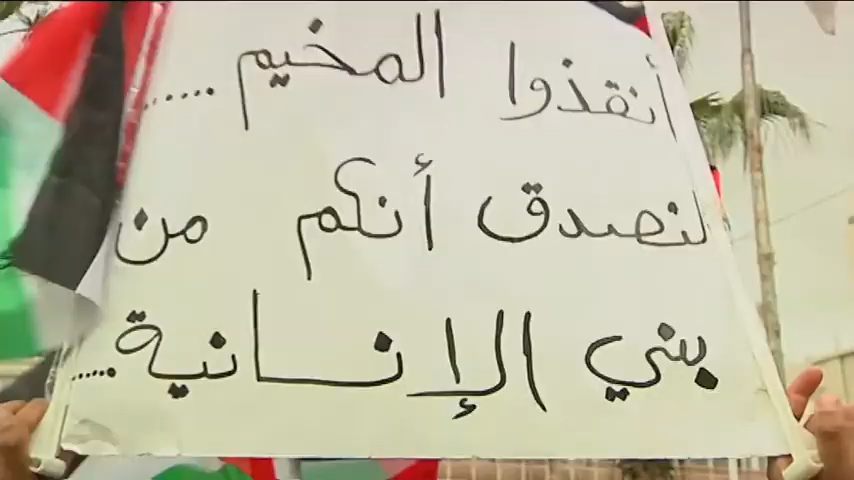 أنقذوا المخيم ......
لنصدق أنكم من
بني الإنسانية .....